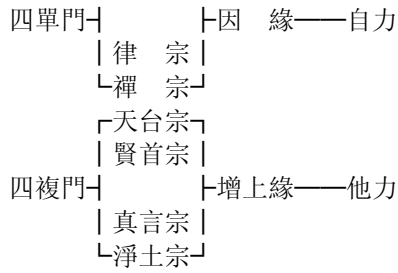 四單門┤　　　├因　緣──自力
　　　│律　宗│
　　　└禪　宗┘
　　　┌天台宗┐
　　　│賢首宗│
四複門┤　　　├增上緣──他力
　　　│真言宗│
　　　└淨土宗┘